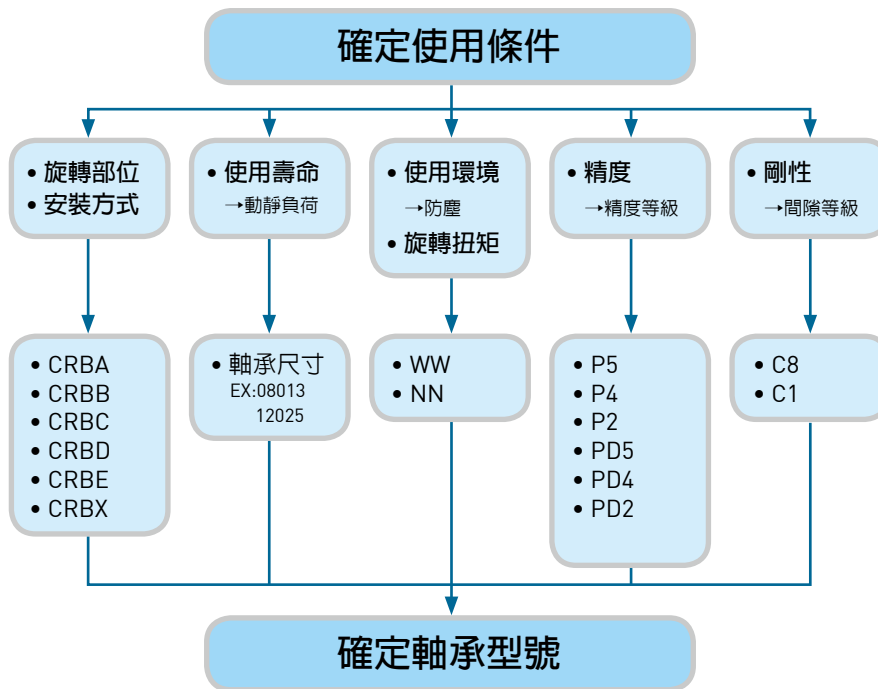 確定使用條件
• 旋轉部位
• 安裝方式
• 使用壽命
→動靜負荷
• 使用環境
→防塵
• 旋轉扭矩
• 精度
→精度等級
• 剛性
→間隙等級
• CRBA
• CRBB
• CRBC
• CRBD
• CRBE
• CRBX
• 軸承尺寸
EX:08013
12025
• WW
• NN
• P5
• P4
• P2
• PD5
• PD4
• PD2
• C8
• C1
確定軸承型號